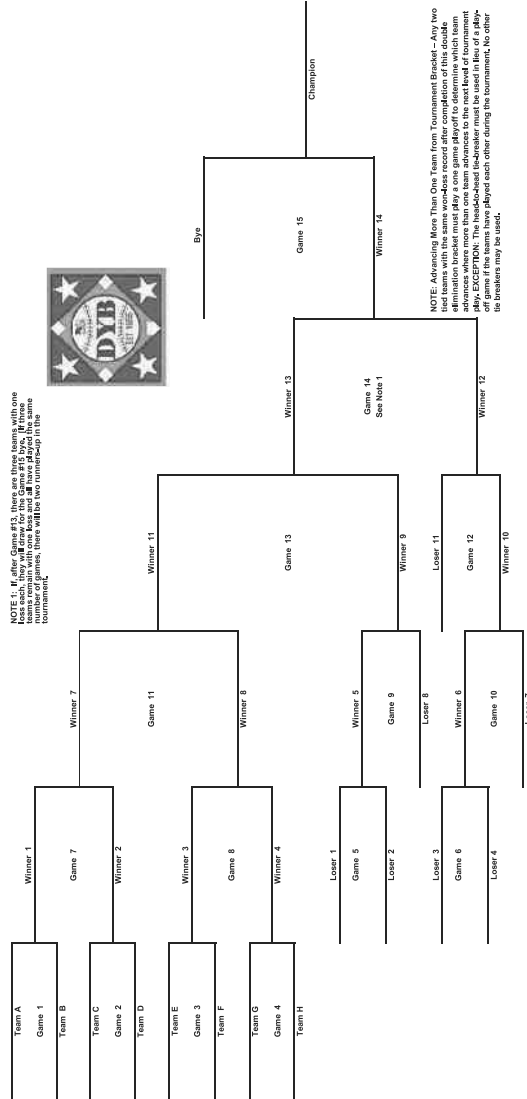 NOTE 1: If, after Game #13, there are three teams with one
loss each, they will draw for the Game #15 bye. (If three
teams remain with one loss and all have played the same
number of games, there will be two runners-up in the
tournament.
DYB
Team A
Game 1
Team B
Team C
Game 2
Team D
Team E
Game 3
Team F
Team G
Game 4
Team H
Winner 1
Game 7
Winner 2
Winner 3
Game 8
Winner 4
Loser 1
Game 5
Loser 2
Loser 3
Game 6
Loser 4
Winner 7
Game 11
Winner 8
Winner 5
Game 9
Loser 8
Winner 6
Game 10
Winner 11
Game 13
Winner 9
Loser 11
Game 12
Winner 10
Winner 13
Game 14
See Note 1
Winner 12
Bye
Game 15
Winner 14
Champion
NOTE: Advancing More Than One Team from Tournament Bracket – Any two
tied teams with the same won-loss record after completion of this double
elimination bracket must play a one game playoff to determine which team
advances where more than one team advances to the next level of tournament
play. EXCEPTION: The head-to-head tie-breaker must be used in lieu of a play-
off game if the teams have played each other during the tournament. No other
tie breakers may be used.